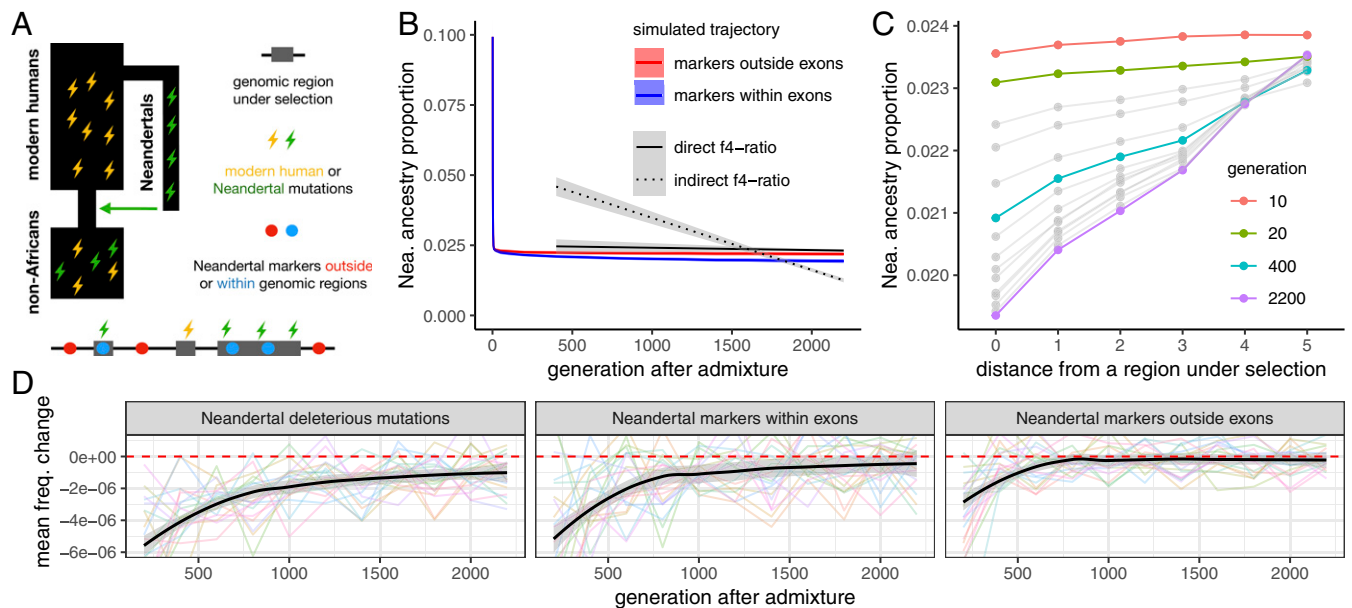 A
modern humans
non-Africans
Neandertals
genomic region
under selection
modern human or
Neandertal mutations
Neandertal markers outside
or within genomic regions
B
Nea. ancestry proportion
0.100
0.075
0.050
0.025
0.000
0
500
1000
1500
2000
generation after admixture
simulated trajectory
markers outside exons
markers within exons
direct f4−ratio
indirect f4−ratio
C
Nea. ancestry proportion
0.024
0.023
0.022
0.021
0.020
0
1
2
3
4
5
distance from a region under selection
generation
10
20
400
2200
D
mean freq. change
Neandertal deleterious mutations
Neandertal markers within exons
Neandertal markers outside exons
0e+00
−2e−06
−4e−06
−6e−06
500
1000
1500
2000
500
1000
1500
2000
500
1000
1500
2000
generation after admixture